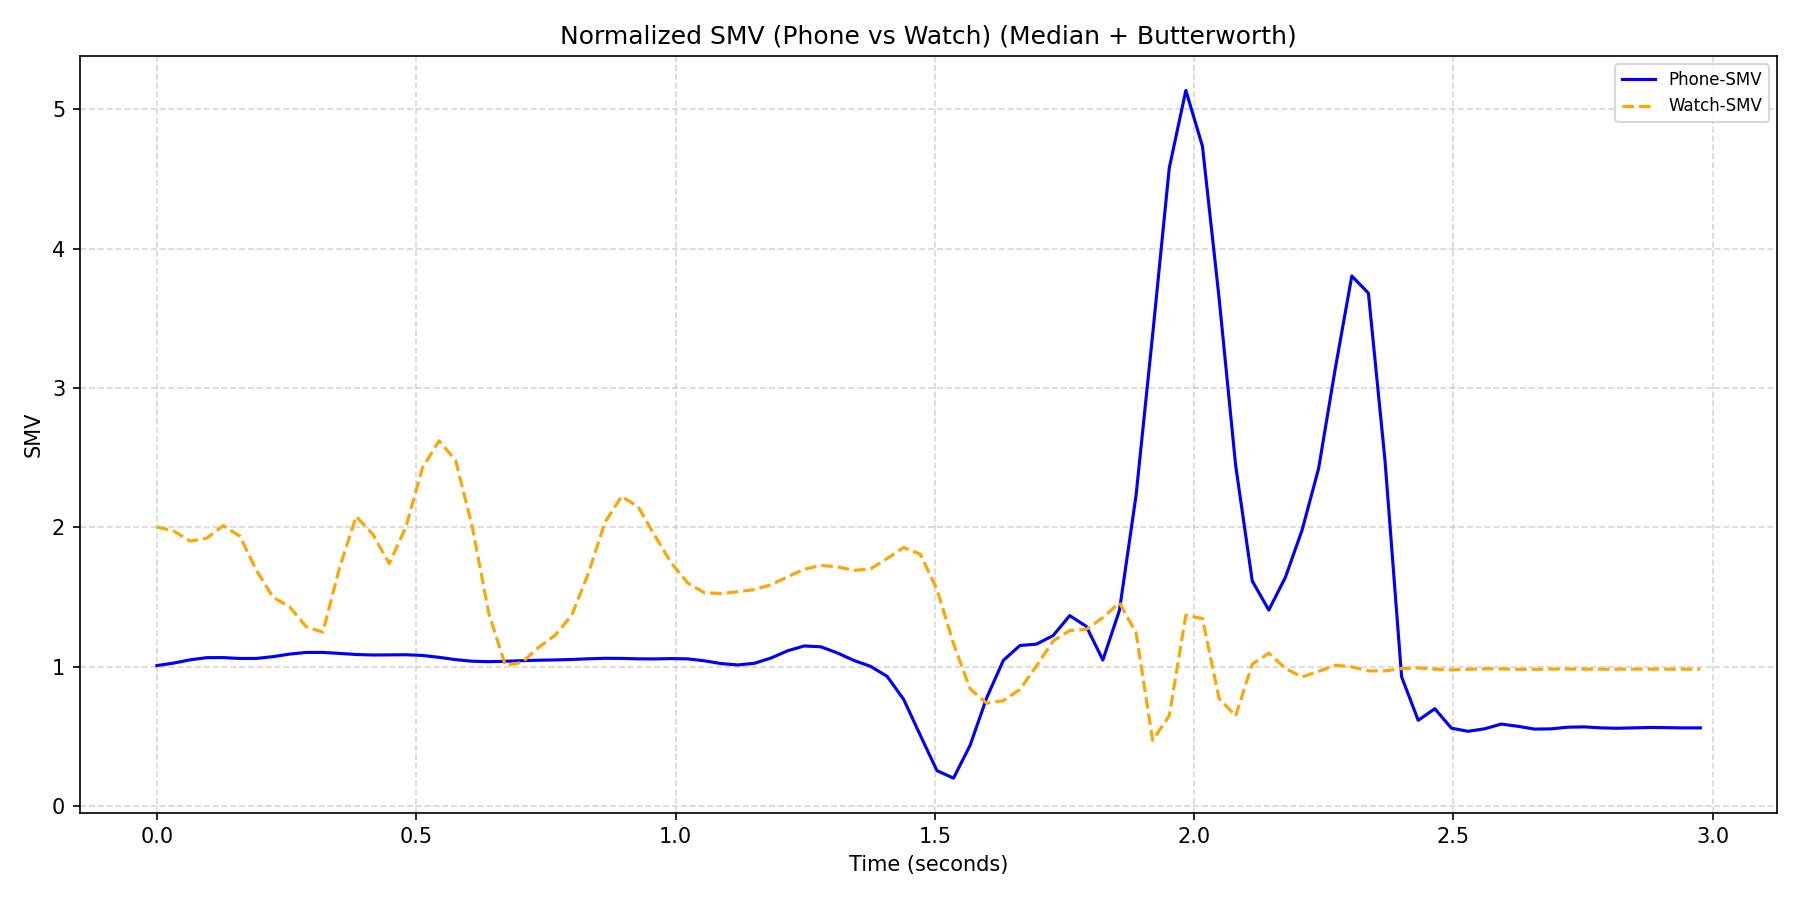 Normalized SMV (Phone vs Watch) (Median + Butterworth)
Phone-SMV
Watch-SMV
5
4
3
2
1
0
SMV
0.0 0.5 1.0 1.5 2.0 2.5 3.0
Time (seconds)